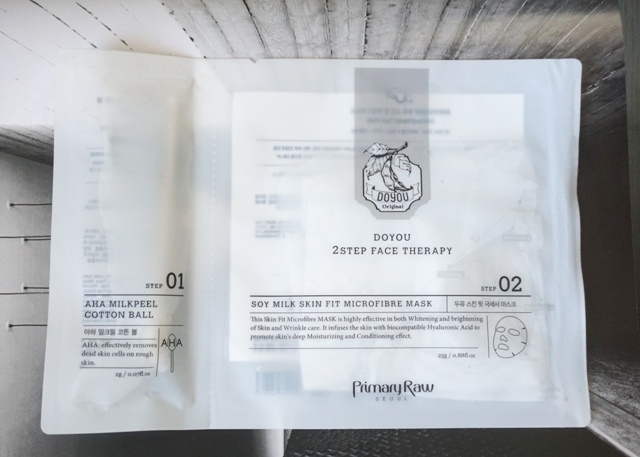 STEP 01
AHA MILKPEEL
COTTON BALL
아하 밀크필 코튼 볼
AHA effectively removes
dead skin cells on rough
skin.
AHA
DOYOU
Original
DOYOU
2STEP FACE THERAPY
STEP 02
SOY MILK SKIN FIT MICROFIBRE MASK
두유 스킨 핏 극세사 마스크
This Skin Fit Microfibre MASK is highly effective in both Whitening and brightening
of Skin and Wrinkle care. It infuses the skin with biocompatible Hyaluronic Acid to
promote skin's deep Moisturizing and Conditioning effect.
25g / 0.88fl.oz
PrimaryRaw
SEOUL